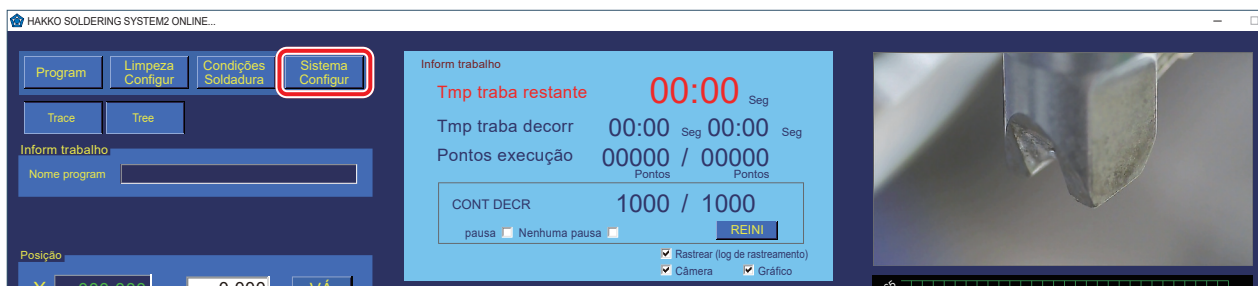 HAKKO SOLDERING SYSTEM2 ONLINE...
Program
Limpeza
Configur
Condições
Soldadura
Sistema
Configur
Trace
Tree
Inform trabalho
Nome program
Posição
VÁ
Inform trabalho
Tmp traba restante 00:00 Seg
Tmp traba decorr 00:00 Seg 00:00 Seg
Pontos execução 00000 / 00000
Pontos Pontos
CONT DECR 1000 / 1000
pausa Nenhuma pausa REINI
Rastrear (log de rastreamento)
Câmera Gráfico